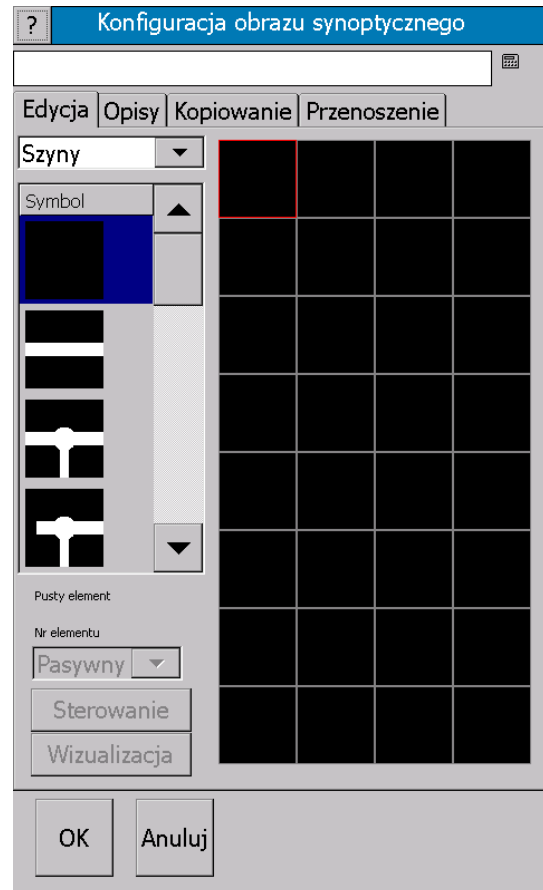 ? Konfiguracja obrazu synoptycznego
Edycja Opisy Kopiowanie Przenoszenie
Szyny
Symbol
Pusty element
Nr elementu
Pasywny
Sterowanie
Wizualizacja
OK Anuluj